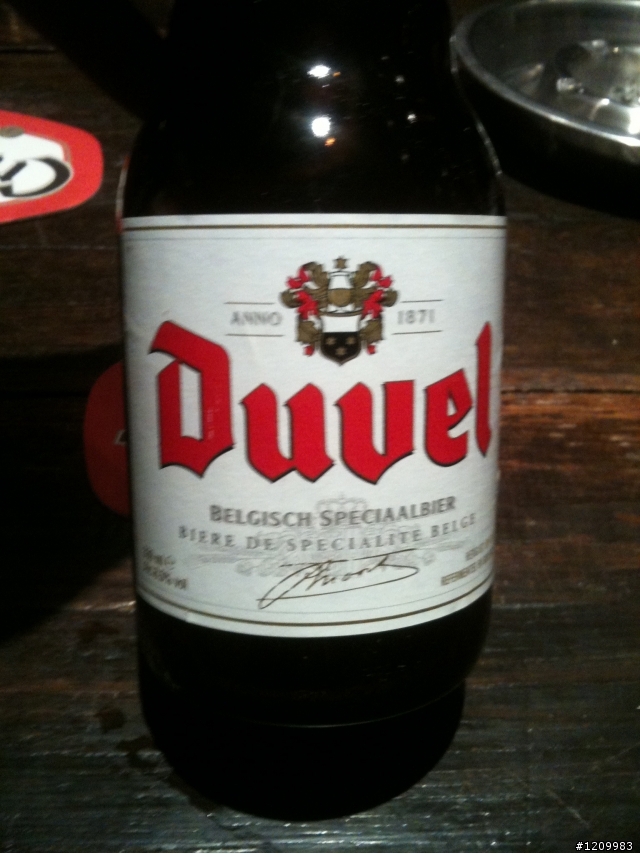 ANNO 1871
Duvel
BELGISCH SPECIAALBIER
BIERE DE SPECIALITE BELGE
#1209983